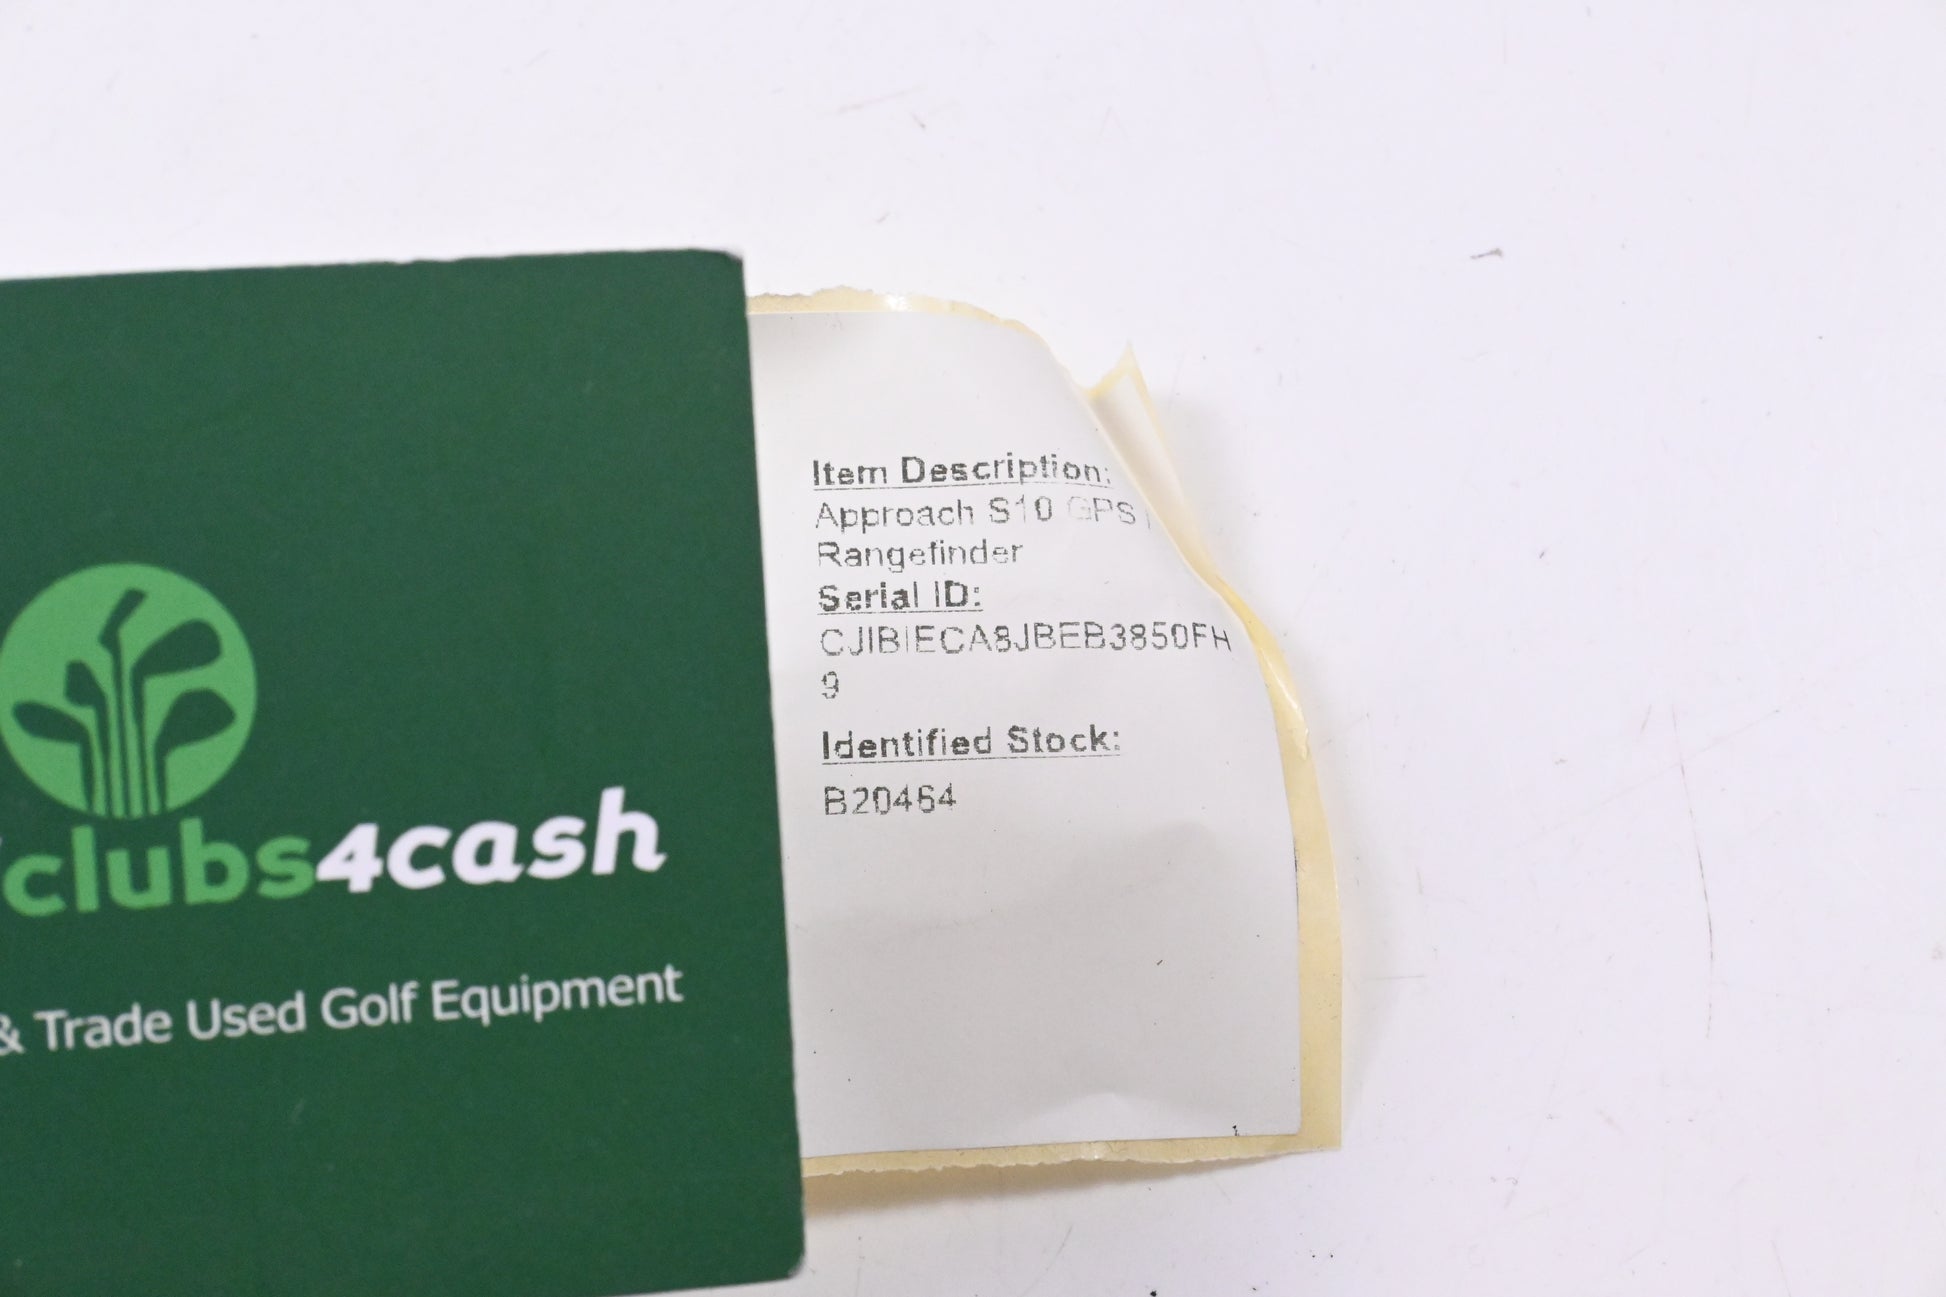 clubs4cash
& Trade Used Golf Equipment
Item Description:
Approach S10 GPS
Rangefinder
Serial ID:
CJIBIECA8JBEB3850FH
9
Identified Stock:
B20464